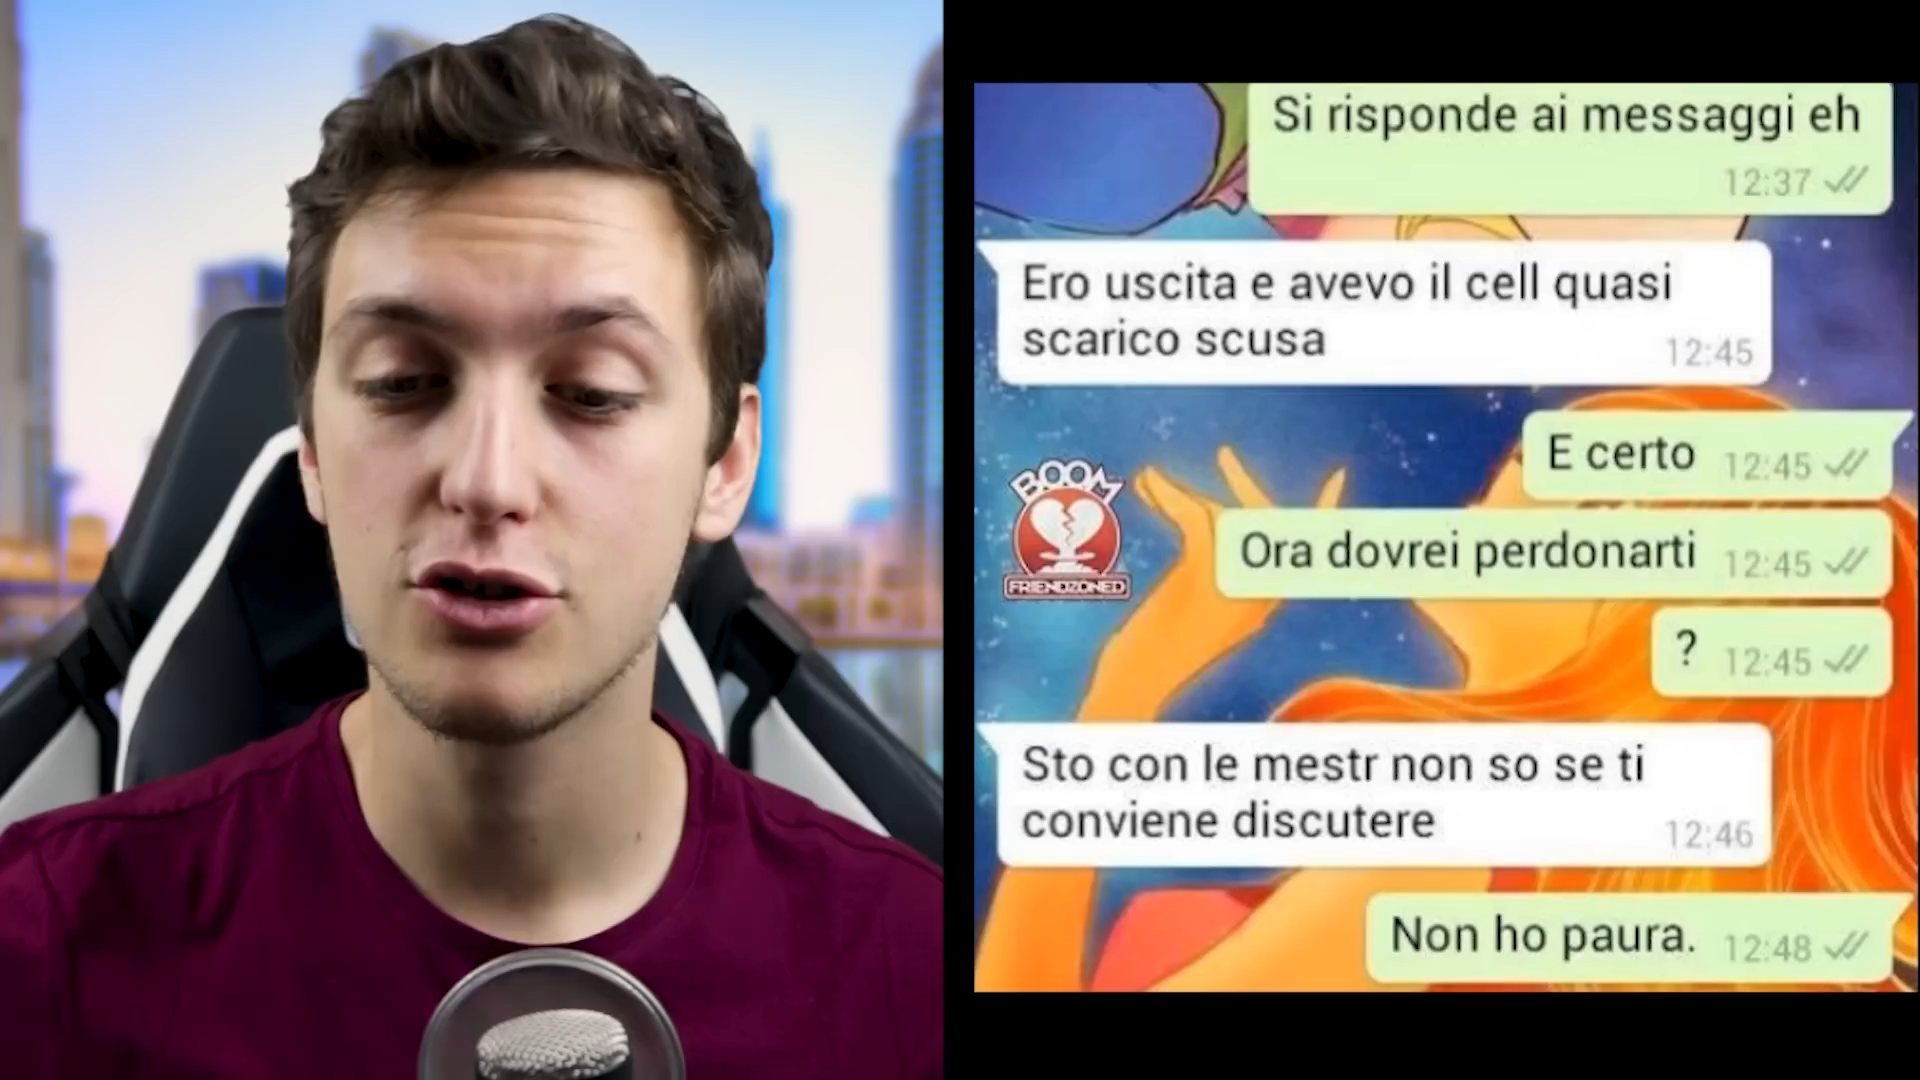 Si risponde ai messaggi eh
12:37
Ero uscita e avevo il cell quasi
scarico scusa
12:45
E certo 12:45
BOOM
FRIENDZONED
Ora dovrei perdonarti 12:45
? 12:45
Sto con le mestr non so se ti
conviene discutere
12:46
Non ho paura. 12:48